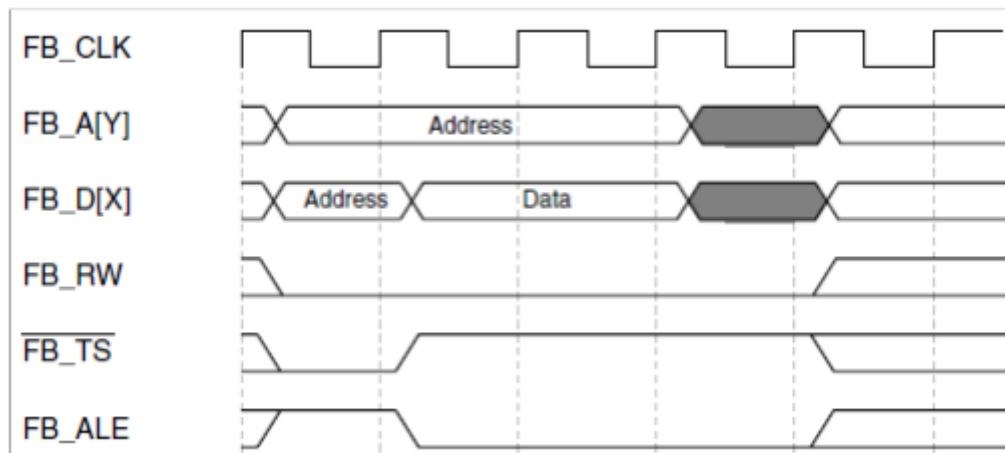 FB_CLK
FB_A[Y] Address
FB_D[X] Address Data
FB_RW
FB_TS
FB_ALE